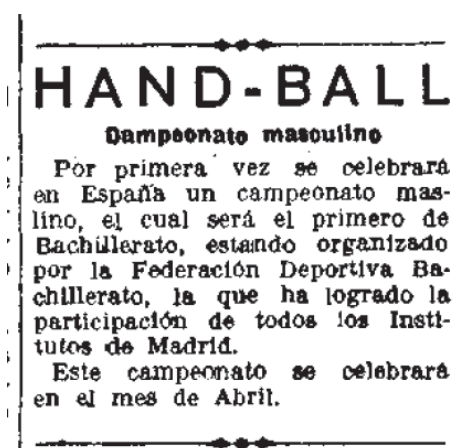 HAND-BALL
Campeonato masculino
Por primera vez se celebrará
en España un campeonato mas-
lino, el cual será el primero de
Bachillerato, estando organizado
por la Federación Deportiva Ba-
chillerato, la que ha logrado la
participación de todos los Insti-
tutos de Madrid.
Este campeonato se celebrará
en el mes de Abril.